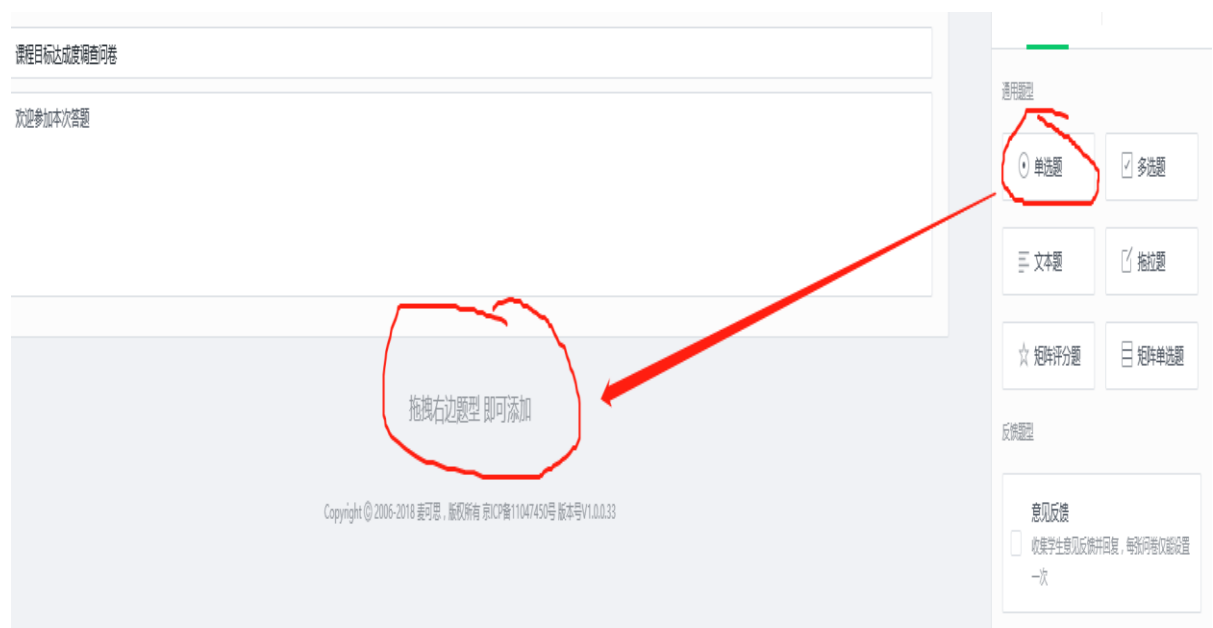 课程目标达成度调查问卷
欢迎参加本次答题
拖拽右边题型 即可添加
Copyright © 2006-2018 麦可思 , 版权所有 京ICP备11047450号 版本号V1.0.0.33
通用题型
单选题
多选题
文本题
拖拉题
矩阵评分题
矩阵单选题
反馈题型
意见反馈
收集学生意见反馈并回复，每张问卷仅能设置
一次